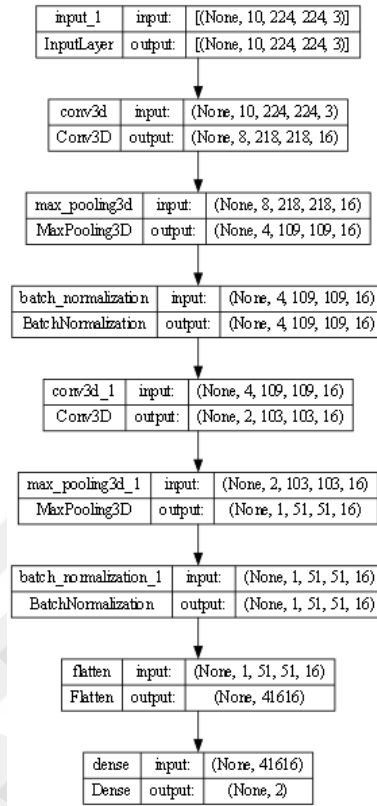 input_1 input: [(None, 10, 224, 224, 3)]
InputLayer output: [(None, 10, 224, 224, 3)]
conv3d input: (None, 10, 224, 224, 3)
Conv3D output: (None, 8, 218, 218, 16)
max_pooling3d input: (None, 8, 218, 218, 16)
MaxPooling3D output: (None, 4, 109, 109, 16)
batch_normalization input: (None, 4, 109, 109, 16)
BatchNormalization output: (None, 4, 109, 109, 16)
conv3d_1 input: (None, 4, 109, 109, 16)
Conv3D output: (None, 2, 103, 103, 16)
max_pooling3d_1 input: (None, 2, 103, 103, 16)
MaxPooling3D output: (None, 1, 51, 51, 16)
batch_normalization_1 input: (None, 1, 51, 51, 16)
BatchNormalization output: (None, 1, 51, 51, 16)
flatten input: (None, 1, 51, 51, 16)
Flatten output: (None, 41616)
dense input: (None, 41616)
Dense output: (None, 2)